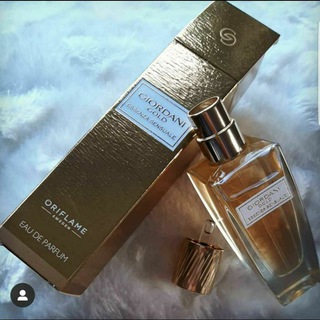 GIORDANI
GOLD
ESSENZA SENSUALE
ORIFLAME
SWEDEN
EAU DE PARFUM
GIORDANI
GOLD